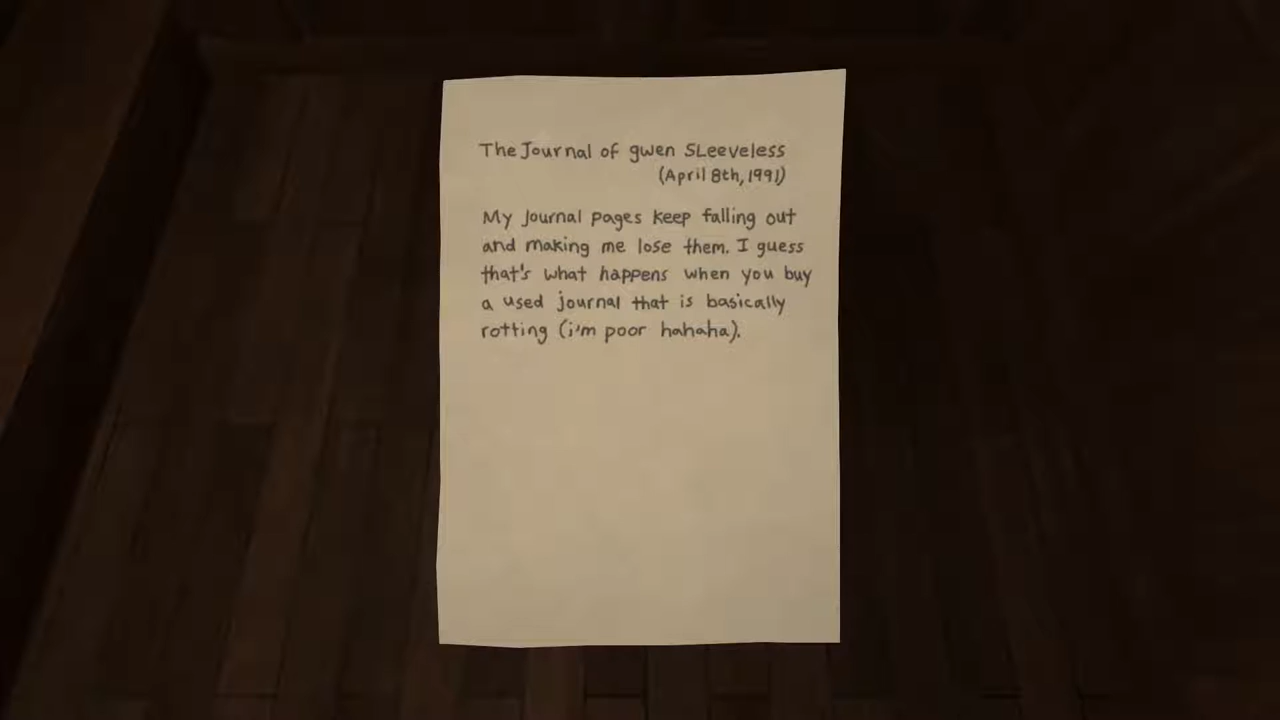 The Journal of gwen SLeeveless
(April 8th, 1991)
My Journal pages keep falling out
and making me lose them. I guess
that's what happens when you buy
a used journal that is basically
rotting (i'm poor hahaha).